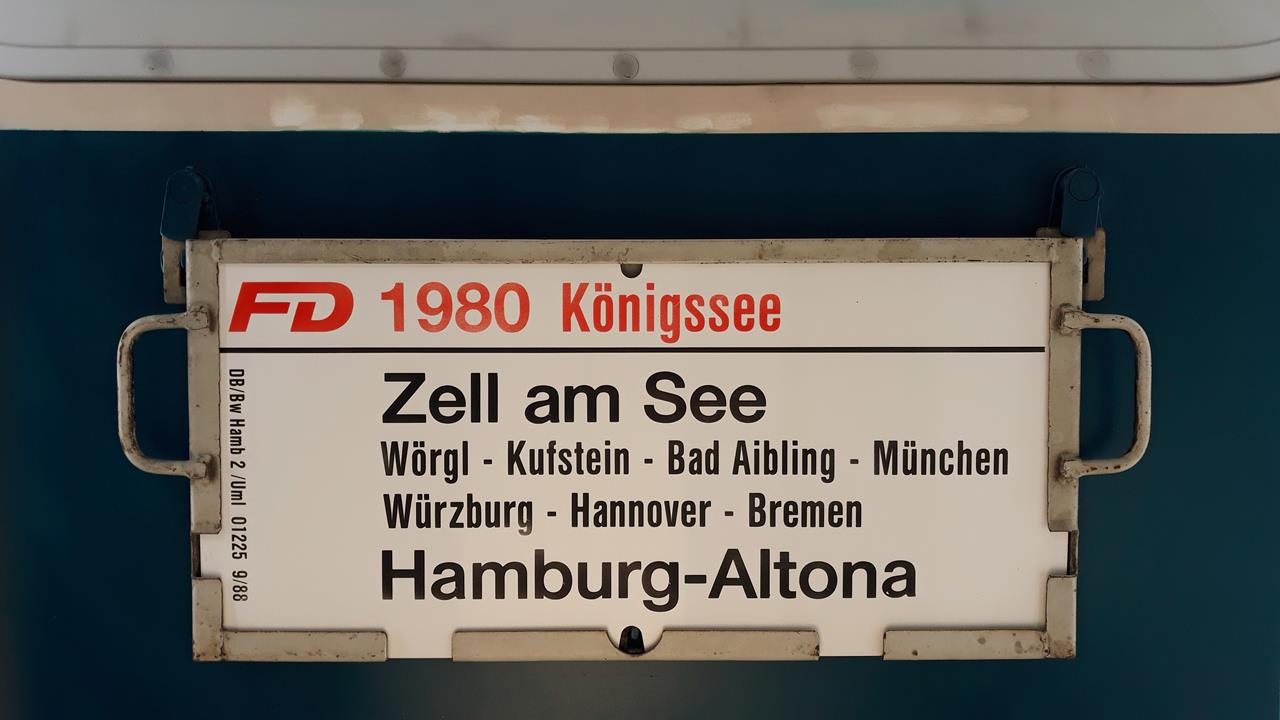 FD 1980 Königssee
Zell am See
Wörgl - Kufstein - Bad Aibling - München
Würzburg - Hannover - Bremen
Hamburg-Altona
DB/Bw Hamb 2 /Uml 01225 9/88